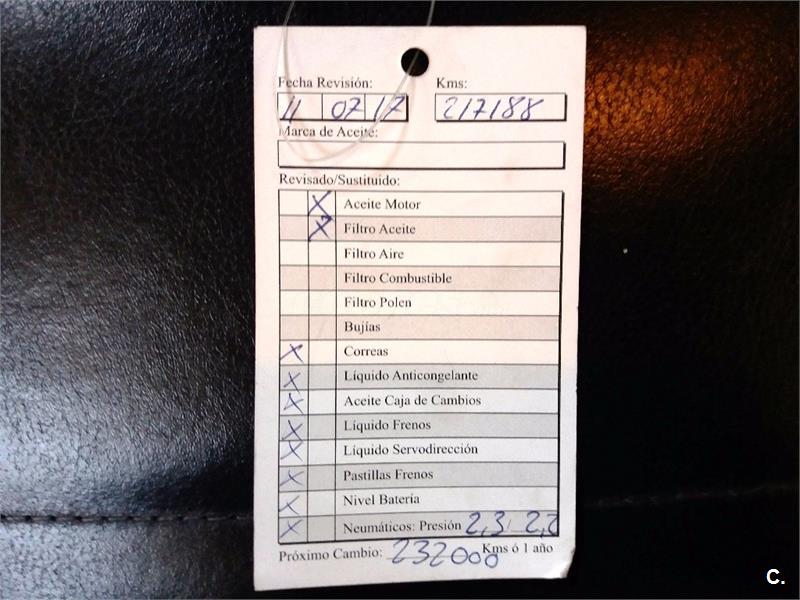 Fecha Revisión: Kms:
11 07 17 217188
Marca de Aceite:
Revisado/Sustituido:
X Aceite Motor
X Filtro Aceite
Filtro Aire
Filtro Combustible
Filtro Polen
Bujías
X Correas
X Líquido Anticongelante
X Aceite Caja de Cambios
X Líquido Frenos
X Líquido Servodirección
X Pastillas Frenos
X Nivel Batería
X Neumáticos: Presión 2,3 2,2
Próximo Cambio: 232000 Kms ó 1 año
C.